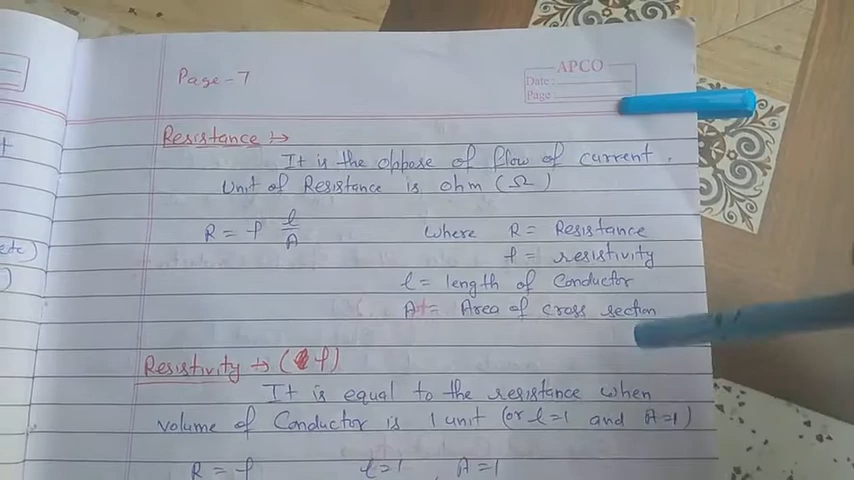 Page-7
APCO
Date :
Page
Resistance :→
It is the oppose of flow of current.
Unit of Resistance is ohm (Ω)
R = ρ l/A where R = Resistance
ρ = resistivity
l = length of Conductor
A = Area of cross section
etc)
Resistivity → (ρ)
It is equal to the resistance when
volume of Conductor is 1 unit (or l=1 and A=1)
R = ρ l=1, A=1